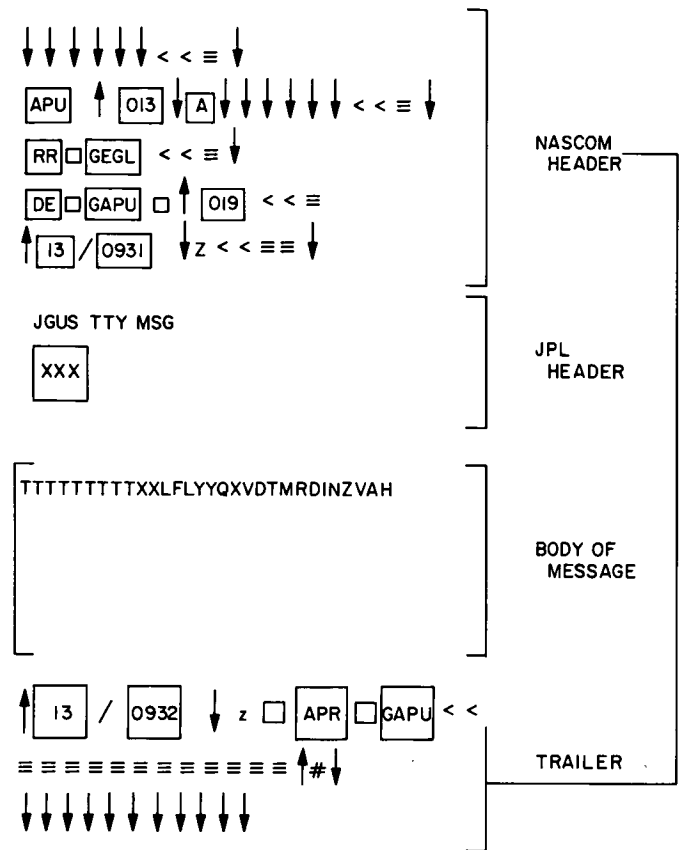 ↓ ↓ ↓ ↓ ↓ ↓ < < ≡ ↓
APU ↑ 013 ↓ A ↓ ↓ ↓ ↓ ↓ ↓ < < ≡ ↓
RR □ GEGL < < ≡ ↓
DE □ GAPU □ ↑ 019 < < ≡
↑ 13 / 0931 ↓ Z < < ≡ ≡ ↓
NASCOM
HEADER
JGUS TTY MSG
XXX
JPL
HEADER
TTTTTTTTTTXXLFLYYQXVDTMRDINZVAH
BODY OF
MESSAGE
↑ 13 / 0932 ↓ z □ APR □ GAPU < <
≡ ≡ ≡ ≡ ≡ ≡ ≡ ≡ ≡ ≡ ≡ ≡ ↑ # ↓
↓ ↓ ↓ ↓ ↓ ↓ ↓ ↓ ↓ ↓
TRAILER